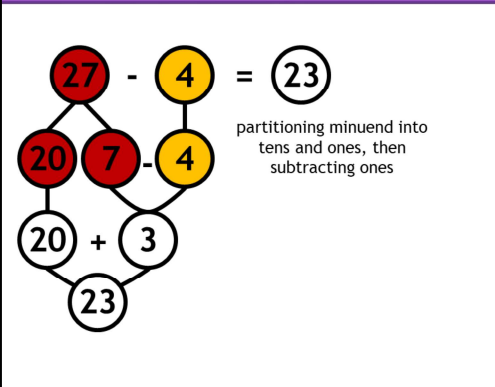 27 - 4 = 23
partitioning minuend into
tens and ones, then
subtracting ones
20 7 - 4
20 + 3
23